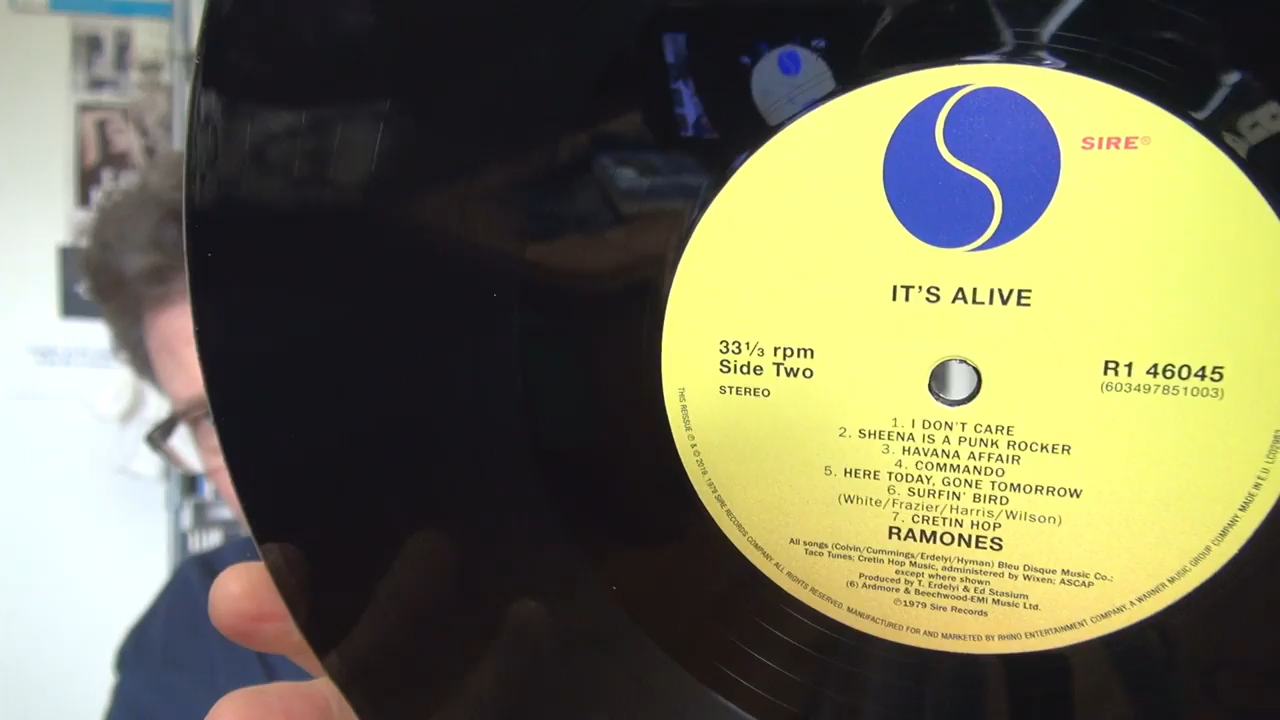 SIRE®
IT'S ALIVE
33⅓ rpm
Side Two
STEREO
R1 46045
(603497851003)
1. I DON'T CARE
2. SHEENA IS A PUNK ROCKER
3. HAVANA AFFAIR
4. COMMANDO
5. HERE TODAY, GONE TOMORROW
6. SURFIN' BIRD
(White/Frazier/Harris/Wilson)
7. CRETIN HOP
RAMONES
All songs (Colvin/Cummings/Erdelyi/Hyman) Bleu Disque Music Co.;
Taco Tunes; Cretin Hop Music, administered by Wixen; ASCAP
except where shown
Produced by T. Erdelyi & Ed Stasium
(6) Ardmore & Beechwood-EMI Music Ltd.
©1979 Sire Records
THIS REISSUE ℗ & © 2019, 1979 SIRE RECORDS COMPANY. ALL RIGHTS RESERVED. MANUFACTURED FOR AND MARKETED BY RHINO ENTERTAINMENT COMPANY, A WARNER MUSIC GROUP COMPANY. MADE IN E.U.